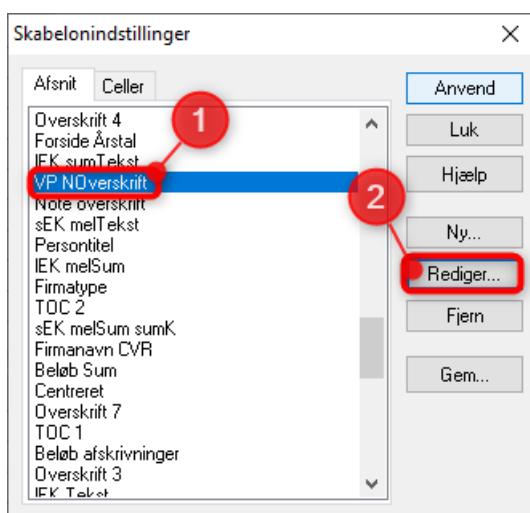 Skabelonindstillinger
Afsnit
Celler
Overskrift 4
Forside Årstal
IEK sumTekst
VP NOverskrift
Note overskrift
sEK melTekst
Persontitel
IEK melSum
Firmatype
TOC 2
sEK melSum sumK
Firmanavn CVR
Beløb Sum
Centreret
Overskrift 7
TOC 1
Beløb afskrivninger
Overskrift 3
IEK Tekst
1
2
Anvend
Luk
Hjælp
Ny...
Rediger...
Fjern
Gem...